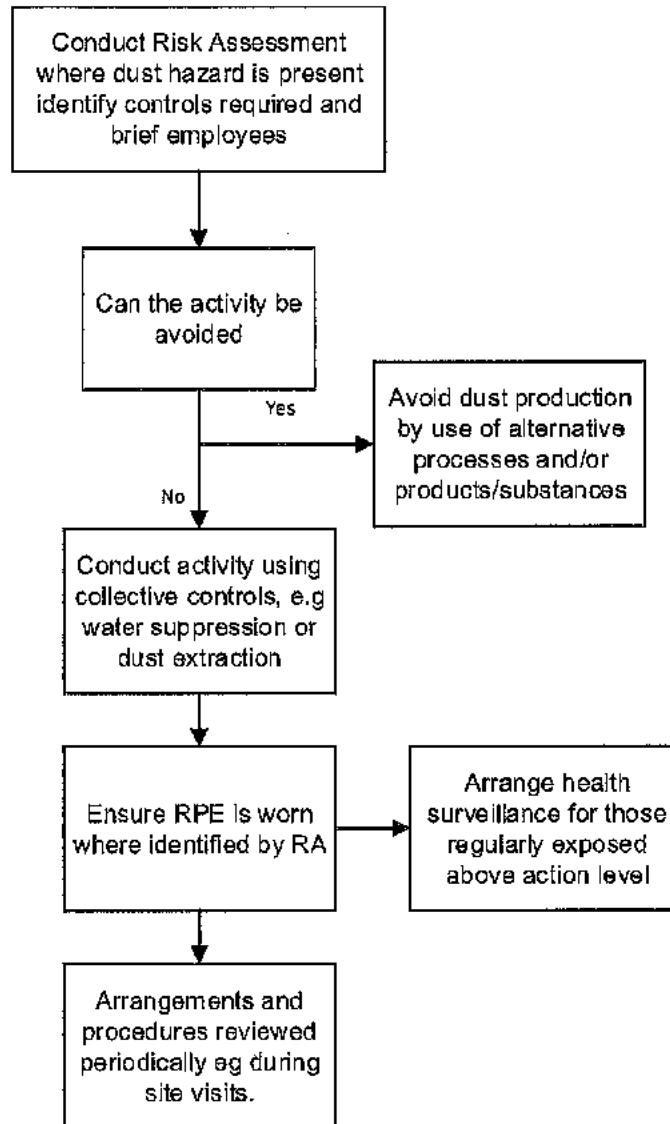 Conduct Risk Assessment
where dust hazard is present
identify controls required and
brief employees
Can the activity be
avoided
Yes
Avoid dust production
by use of alternative
processes and/or
products/substances
No
Conduct activity using
collective controls, e.g
water suppression or
dust extraction
Ensure RPE is worn
where identified by RA
Arrange health
surveillance for those
regularly exposed
above action level
Arrangements and
procedures reviewed
periodically eg during
site visits.